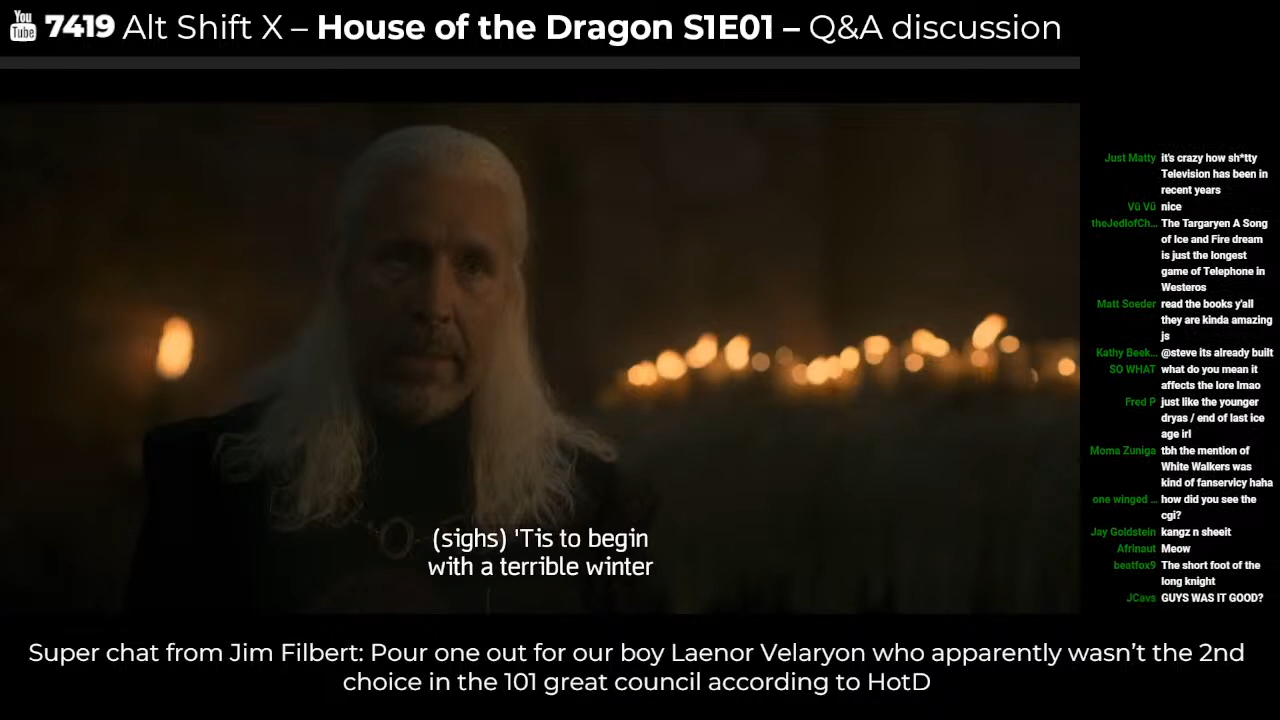 You Tube 7419 Alt Shift X – House of the Dragon S1E01 – Q&A discussion
Just Matty it's crazy how sh*tty
Television has been in
recent years
Vũ Vũ nice
theJedIofCh... The Targaryen A Song
of Ice and Fire dream
is just the longest
game of Telephone in
Westeros
Matt Soeder read the books y'all
they are kinda amazing
js
Kathy Beek... @steve its already built
SO WHAT what do you mean it
affects the lore lmao
Fred P just like the younger
dryas / end of last ice
age irl
Moma Zuniga tbh the mention of
White Walkers was
kind of fanservicy haha
one winged ... how did you see the
cgi?
Jay Goldstein kangz n sheeit
Afrinaut Meow
beatfox9 The short foot of the
long knight
JCavs GUYS WAS IT GOOD?
(sighs) 'Tis to begin
with a terrible winter
Super chat from Jim Filbert: Pour one out for our boy Laenor Velaryon who apparently wasn't the 2nd
choice in the 101 great council according to HotD